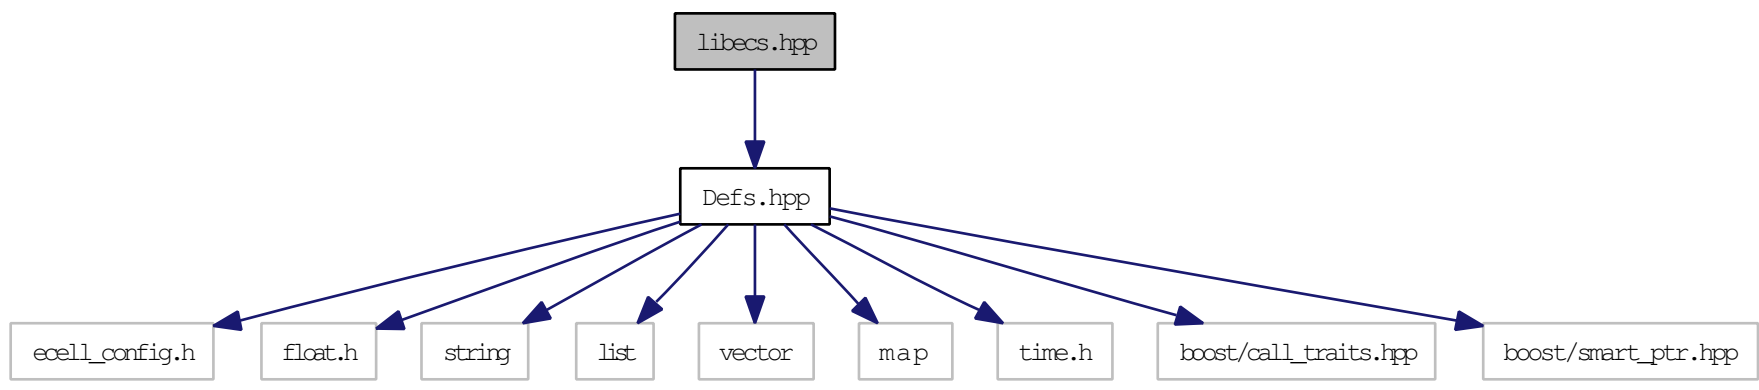 libecs.hpp
Defs.hpp
ecell_config.h
float.h
string
list
vector
map
time.h
boost/call_traits.hpp
boost/smart_ptr.hpp